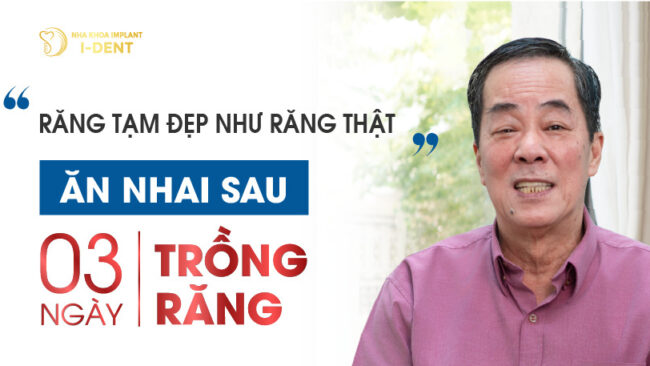 NHA KHOA IMPLANT
I-DENT
“
RĂNG TẠM ĐẸP NHƯ RĂNG THẬT
”
ĂN NHAI SAU
03 NGÀY
TRỒNG RĂNG